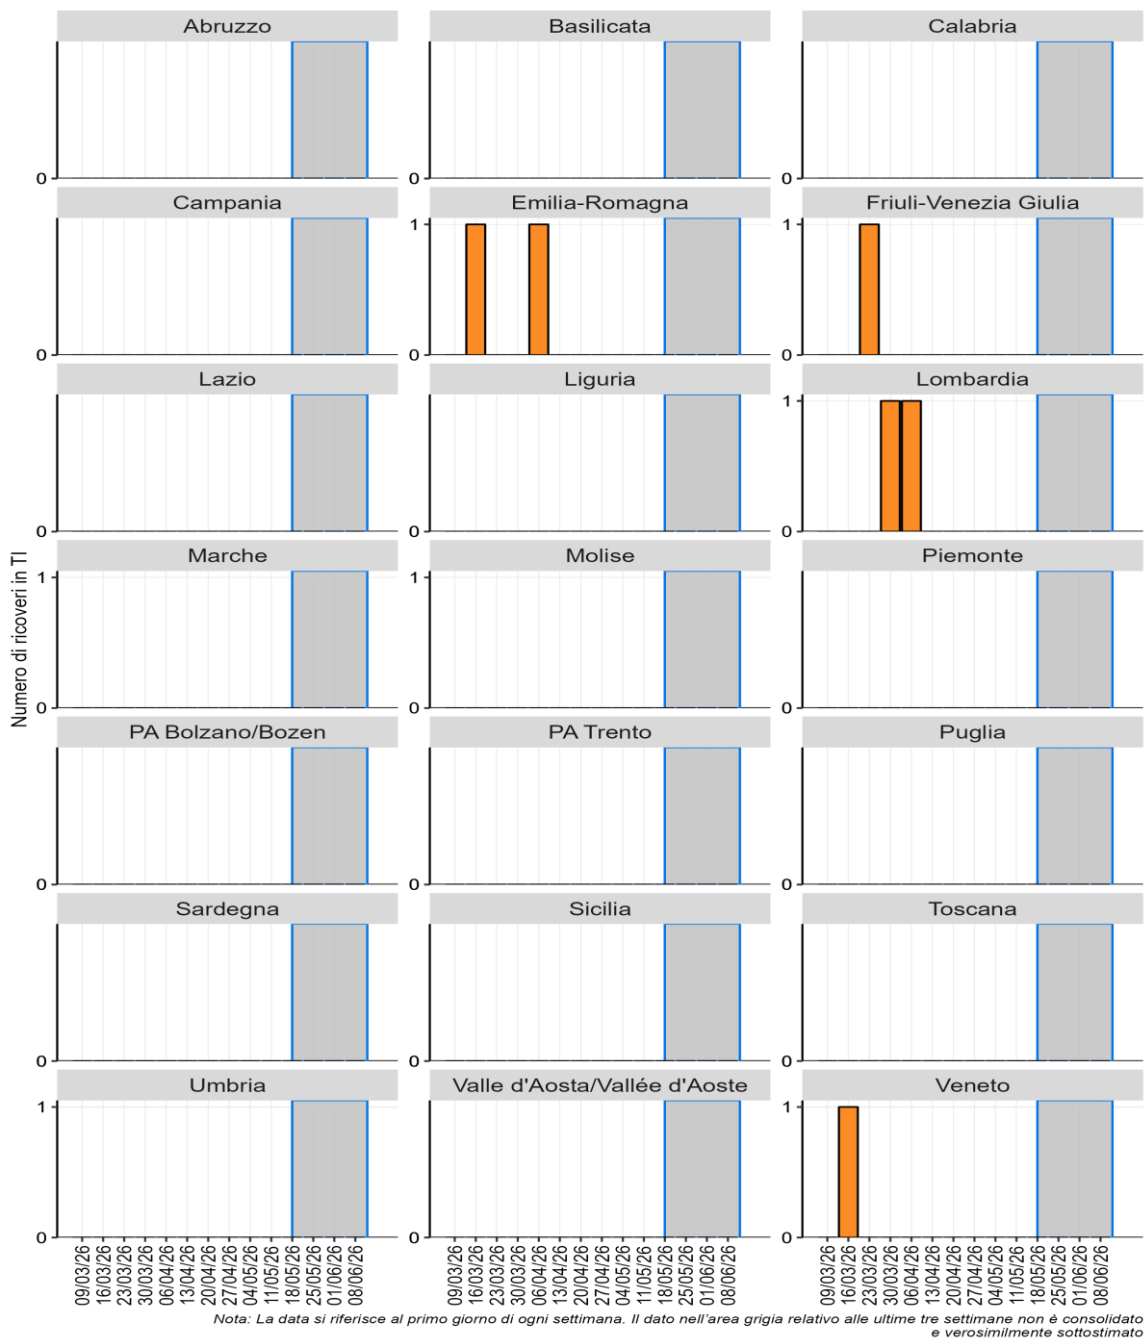 Abruzzo
Basilicata
Calabria
0
0
0
Campania
Emilia-Romagna
Friuli-Venezia Giulia
0
1
0
1
0
Lazio
Liguria
Lombardia
0
0
1
0
Numero di ricoveri in TI
Marche
Molise
Piemonte
1
0
1
0
0
PA Bolzano/Bozen
PA Trento
Puglia
0
0
0
Sardegna
Sicilia
Toscana
0
0
0
Umbria
Valle d'Aosta/Vallée d'Aoste
Veneto
1
0
0
1
0
09/03/26
16/03/26
23/03/26
30/03/26
06/04/26
13/04/26
20/04/26
27/04/26
04/05/26
11/05/26
18/05/26
25/05/26
01/06/26
08/06/26
09/03/26
16/03/26
23/03/26
30/03/26
06/04/26
13/04/26
20/04/26
27/04/26
04/05/26
11/05/26
18/05/26
25/05/26
01/06/26
08/06/26
09/03/26
16/03/26
23/03/26
30/03/26
06/04/26
13/04/26
20/04/26
27/04/26
04/05/26
11/05/26
18/05/26
25/05/26
01/06/26
08/06/26
Nota: La data si riferisce al primo giorno di ogni settimana. Il dato nell'area grigia relativo alle ultime tre settimane non è consolidato
e verosimilmente sottostimato